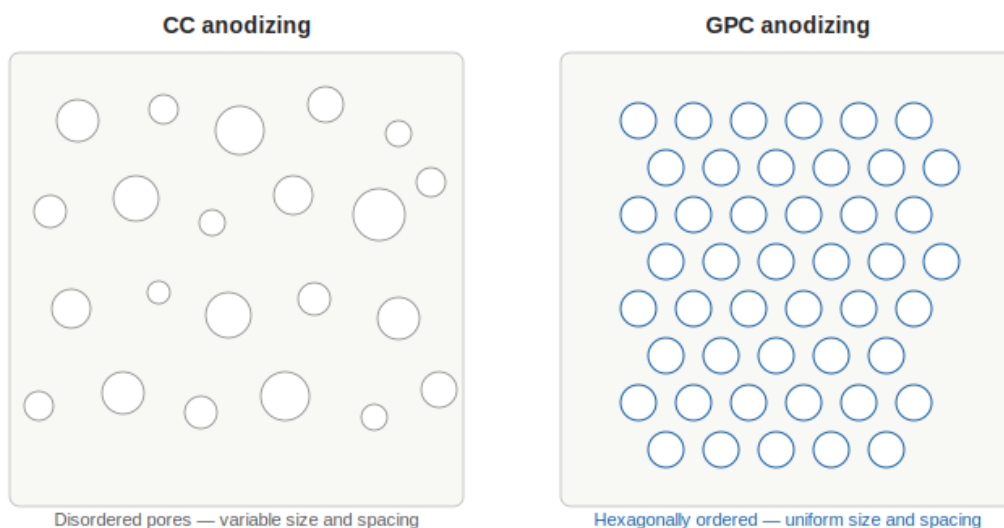 CC anodizing
GPC anodizing
Disordered pores — variable size and spacing
Hexagonally ordered — uniform size and spacing